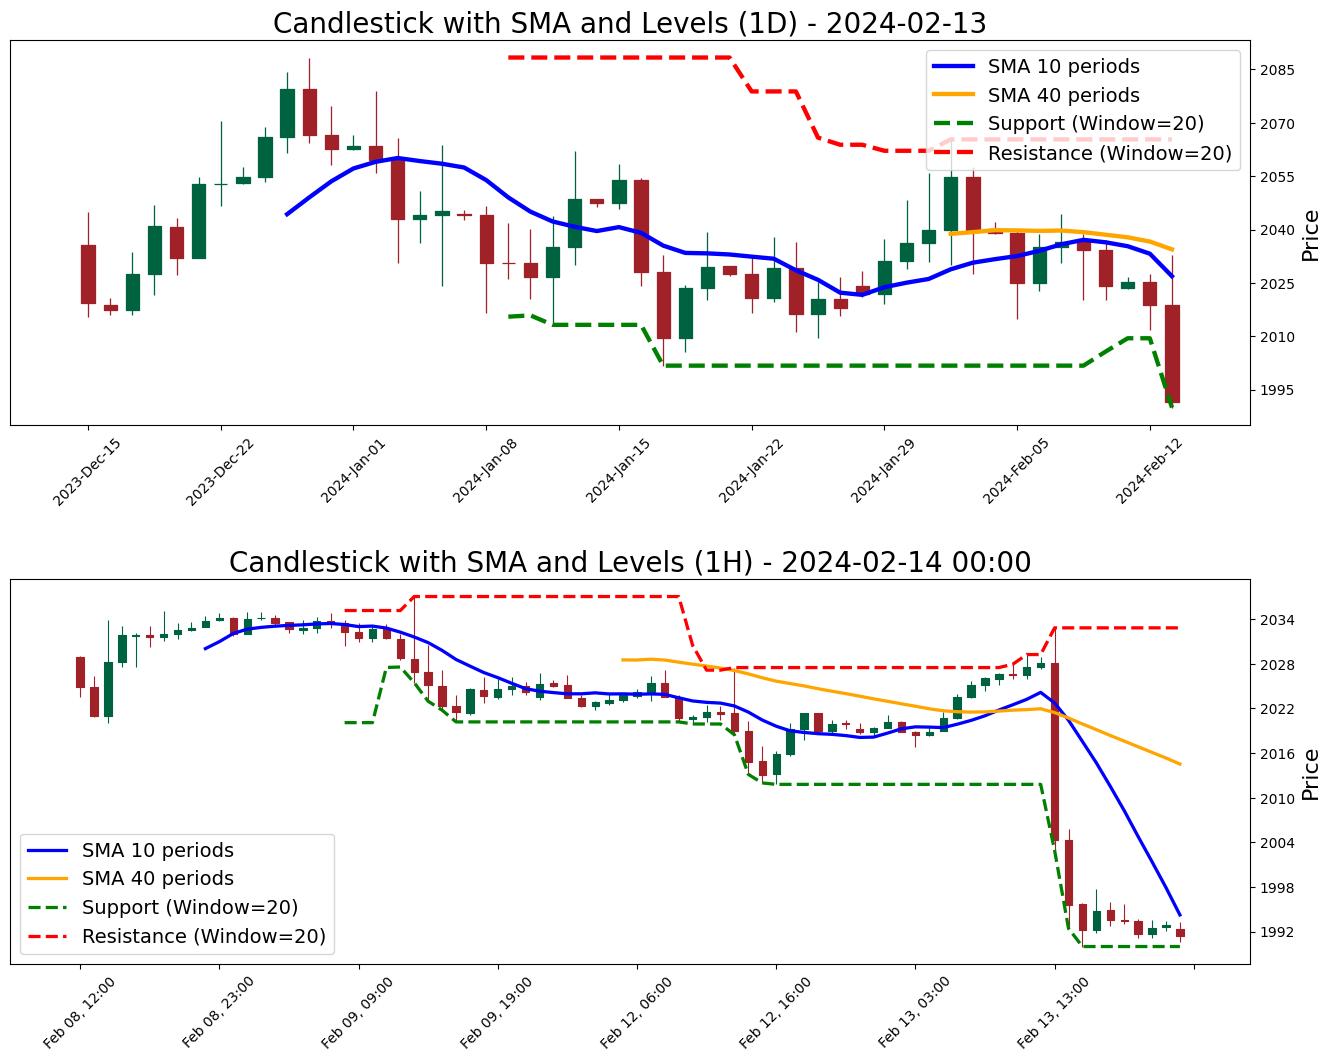 Candlestick with SMA and Levels (1D) - 2024-02-13
SMA 10 periods
SMA 40 periods
Support (Window=20)
Resistance (Window=20)
2085
2070
2055
2040
2025
2010
1995
Price
2023-Dec-15
2023-Dec-22
2024-Jan-01
2024-Jan-08
2024-Jan-15
2024-Jan-22
2024-Jan-29
2024-Feb-05
2024-Feb-12
Candlestick with SMA and Levels (1H) - 2024-02-14 00:00
2034
2028
2022
2016
2010
2004
1998
1992
Price
SMA 10 periods
SMA 40 periods
Support (Window=20)
Resistance (Window=20)
Feb 08, 12:00
Feb 08, 23:00
Feb 09, 09:00
Feb 09, 19:00
Feb 12, 06:00
Feb 12, 16:00
Feb 13, 03:00
Feb 13, 13:00